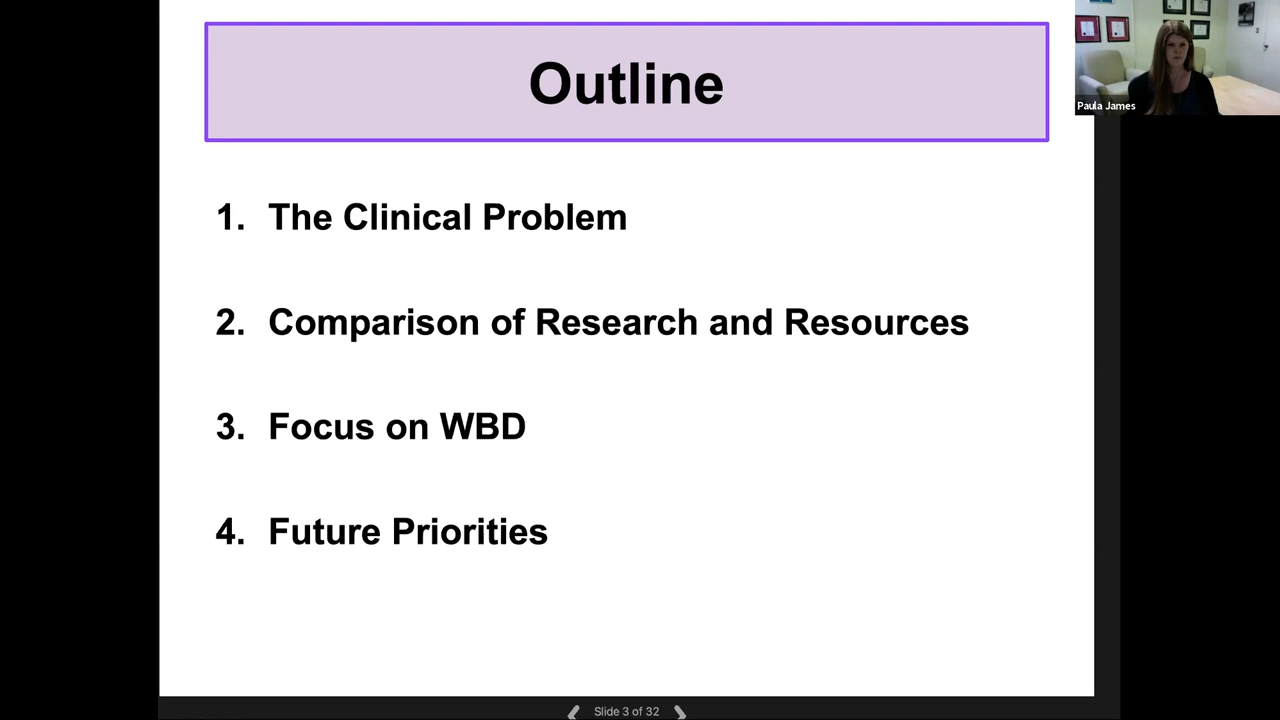 Outline
Paula James
1. The Clinical Problem
2. Comparison of Research and Resources
3. Focus on WBD
4. Future Priorities
Slide 3 of 32